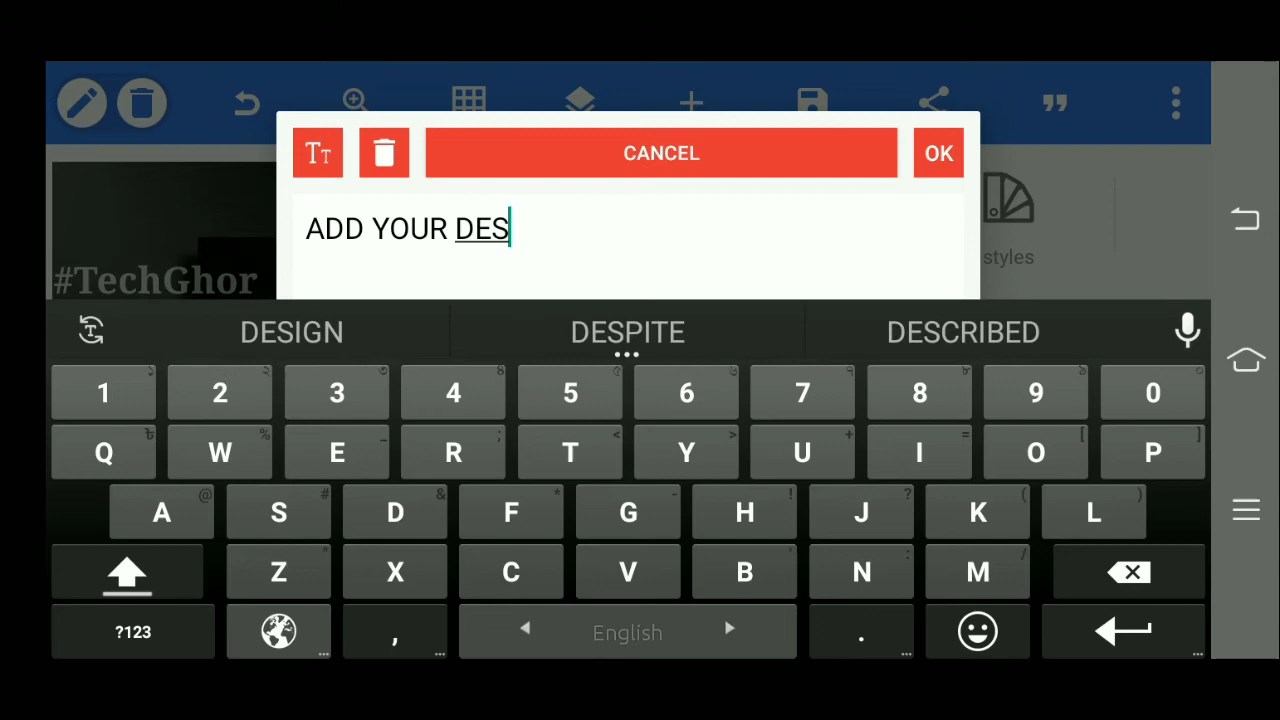 Tт CANCEL OK
ADD YOUR DES
styles
#TechGhor
DESIGN DESPITE DESCRIBED
1 2 3 4 5 6 7 8 9 0
Q W E R T Y U I O P
A S D F G H J K L
Z X C V B N M
?123 , English .